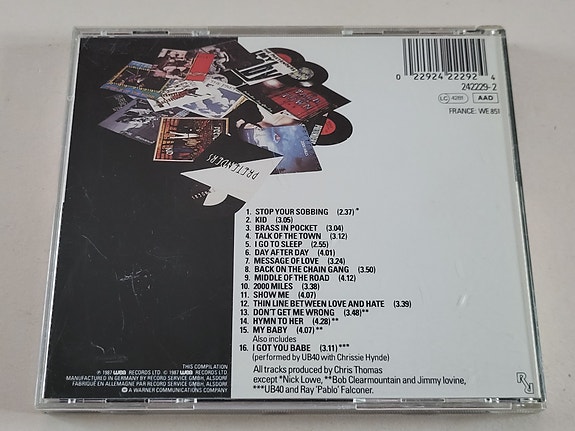 0 22924 22292 4
242229-2
LC 4281 AAD
FRANCE: WE 851
PRETENDERS
1. STOP YOUR SOBBING (2.37)*
2. KID (3.05)
3. BRASS IN POCKET (3.04)
4. TALK OF THE TOWN (3.12)
5. I GO TO SLEEP (2.55)
6. DAY AFTER DAY (4.01)
7. MESSAGE OF LOVE (3.24)
8. BACK ON THE CHAIN GANG (3.50)
9. MIDDLE OF THE ROAD (4.12)
10. 2000 MILES (3.38)
11. SHOW ME (4.07)
12. THIN LINE BETWEEN LOVE AND HATE (3.39)
13. DON'T GET ME WRONG (3.48)**
14. HYMN TO HER (4.28)**
15. MY BABY (4.07)**
Also includes
16. I GOT YOU BABE (3.11)***
(performed by UB40 with Chrissie Hynde)
All tracks produced by Chris Thomas
except *Nick Lowe, **Bob Clearmountain and Jimmy Iovine,
***UB40 and Ray 'Pablo' Falconer.
THIS COMPILATION
℗ 1987 WEA RECORDS LTD. © 1987 WEA RECORDS LTD
MANUFACTURED IN GERMANY BY RECORD SERVICE GMBH, ALSDORF
FABRIQUÉ EN ALLEMAGNE PAR RECORD SERVICE GMBH, ALSDORF
A WARNER COMMUNICATIONS COMPANY